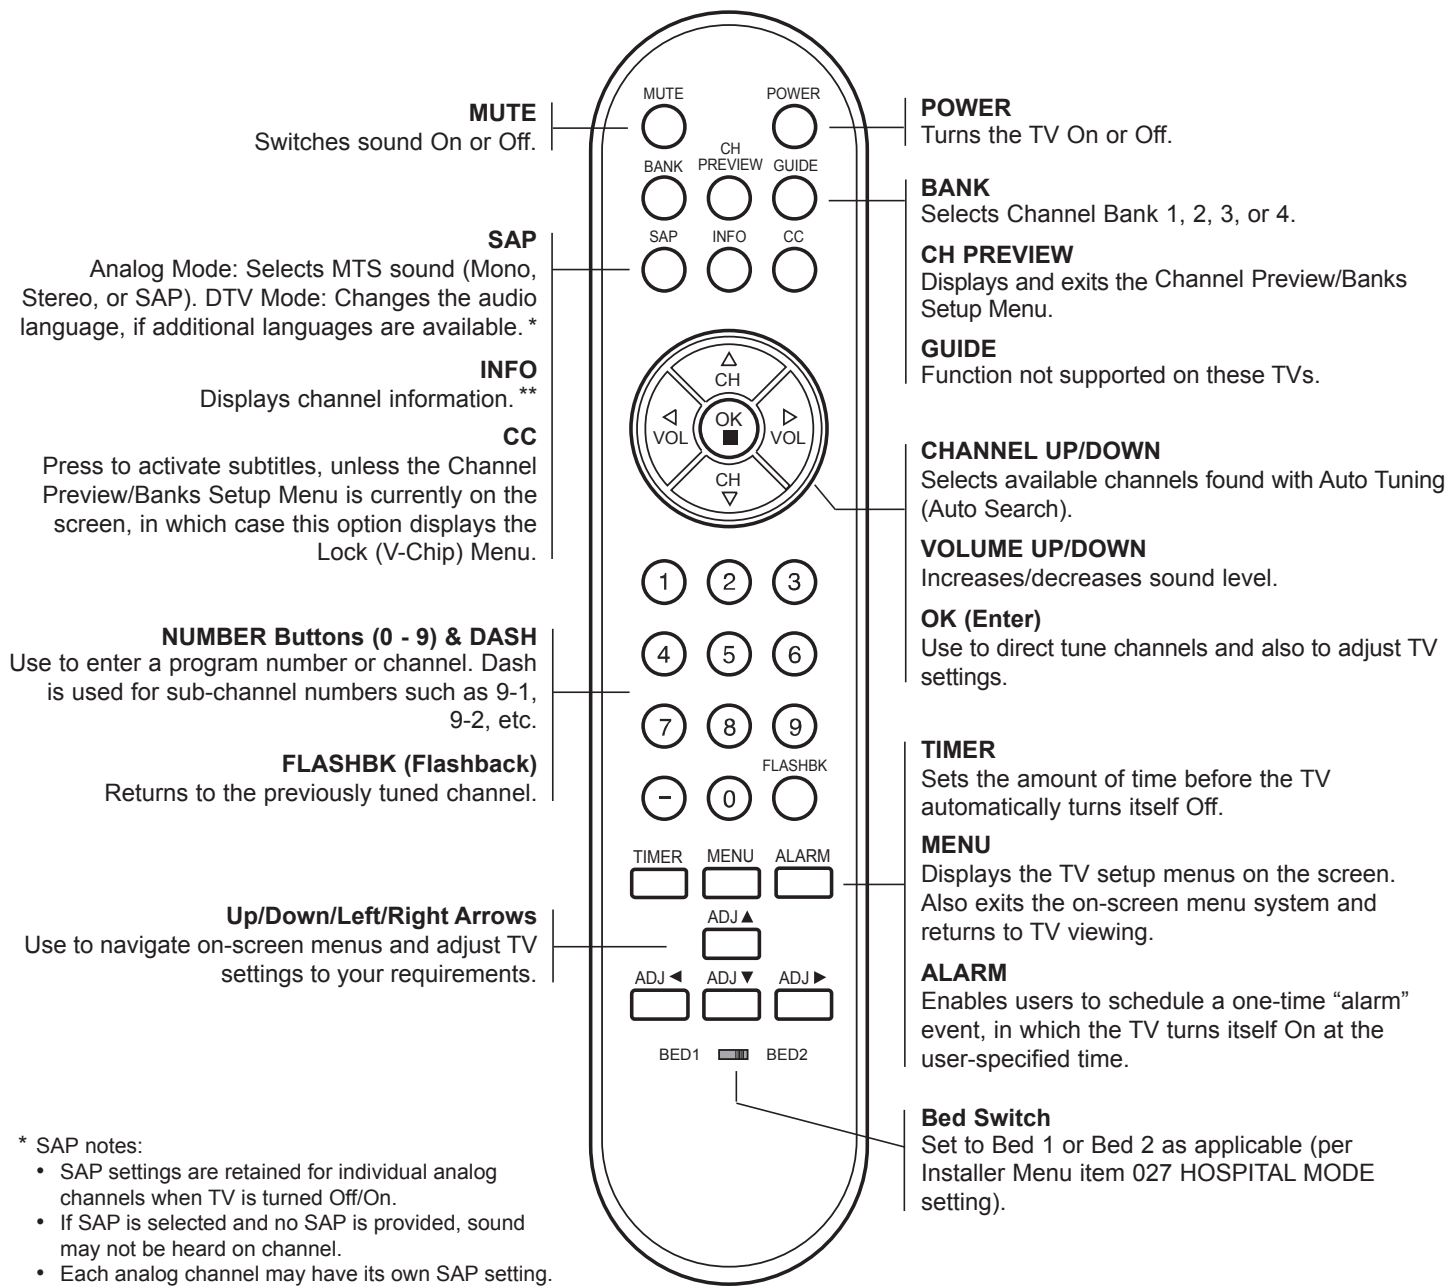 MUTE
Switches sound On or Off.
SAP
Analog Mode: Selects MTS sound (Mono,
Stereo, or SAP). DTV Mode: Changes the audio
language, if additional languages are available. *
INFO
Displays channel information. **
CC
Press to activate subtitles, unless the Channel
Preview/Banks Setup Menu is currently on the
screen, in which case this option displays the
Lock (V-Chip) Menu.
NUMBER Buttons (0 - 9) & DASH
Use to enter a program number or channel. Dash
is used for sub-channel numbers such as 9-1,
9-2, etc.
FLASHBK (Flashback)
Returns to the previously tuned channel.
Up/Down/Left/Right Arrows
Use to navigate on-screen menus and adjust TV
settings to your requirements.
* SAP notes:
• SAP settings are retained for individual analog
channels when TV is turned Off/On.
• If SAP is selected and no SAP is provided, sound
may not be heard on channel.
• Each analog channel may have its own SAP setting.
MUTE POWER
CH
BANK PREVIEW GUIDE
SAP INFO CC
△
CH
◁ OK ▷
VOL ■ VOL
CH
▽
1 2 3
4 5 6
7 8 9
FLASHBK
– 0
TIMER MENU ALARM
ADJ ▲
ADJ ◄ ADJ ▼ ADJ ►
BED1 BED2
POWER
Turns the TV On or Off.
BANK
Selects Channel Bank 1, 2, 3, or 4.
CH PREVIEW
Displays and exits the Channel Preview/Banks
Setup Menu.
GUIDE
Function not supported on these TVs.
CHANNEL UP/DOWN
Selects available channels found with Auto Tuning
(Auto Search).
VOLUME UP/DOWN
Increases/decreases sound level.
OK (Enter)
Use to direct tune channels and also to adjust TV
settings.
TIMER
Sets the amount of time before the TV
automatically turns itself Off.
MENU
Displays the TV setup menus on the screen.
Also exits the on-screen menu system and
returns to TV viewing.
ALARM
Enables users to schedule a one-time “alarm”
event, in which the TV turns itself On at the
user-specified time.
Bed Switch
Set to Bed 1 or Bed 2 as applicable (per
Installer Menu item 027 HOSPITAL MODE
setting).